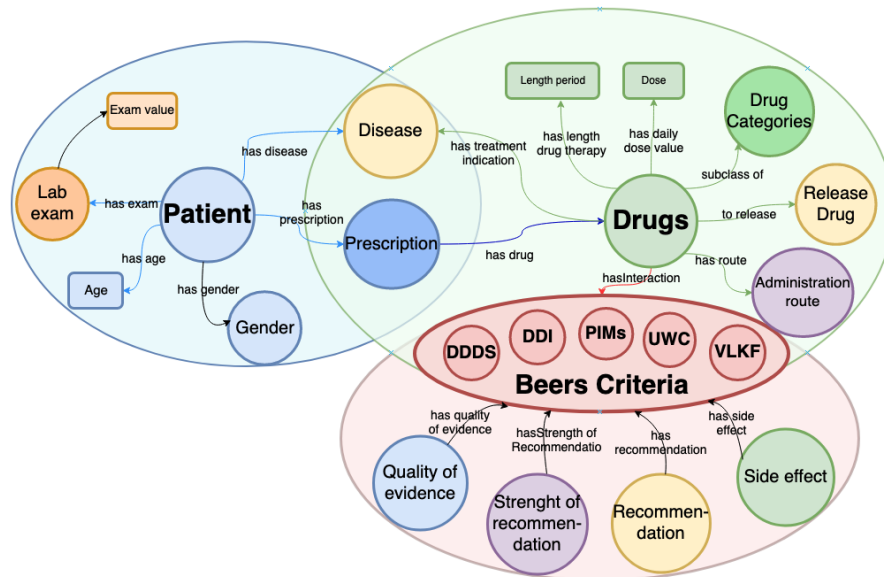 Exam value
Lab
exam
has exam
Patient
has age
Age
has gender
Gender
has disease
Disease
has
prescription
Prescription
has drug
has treatment
indication
Length period
Dose
has length
drug therapy
has daily
dose value
Drug
Categories
subclass of
Drugs
to release
Release
Drug
has route
Administration
route
hasInteraction
DDDS
DDI
PIMs
UWC
VLKF
Beers Criteria
has quality
of evidence
hasStrength of
Recommendatio
has
recommendation
has side
effect
Quality of
evidence
Strenght of
recommen-
dation
Recommen-
dation
Side effect